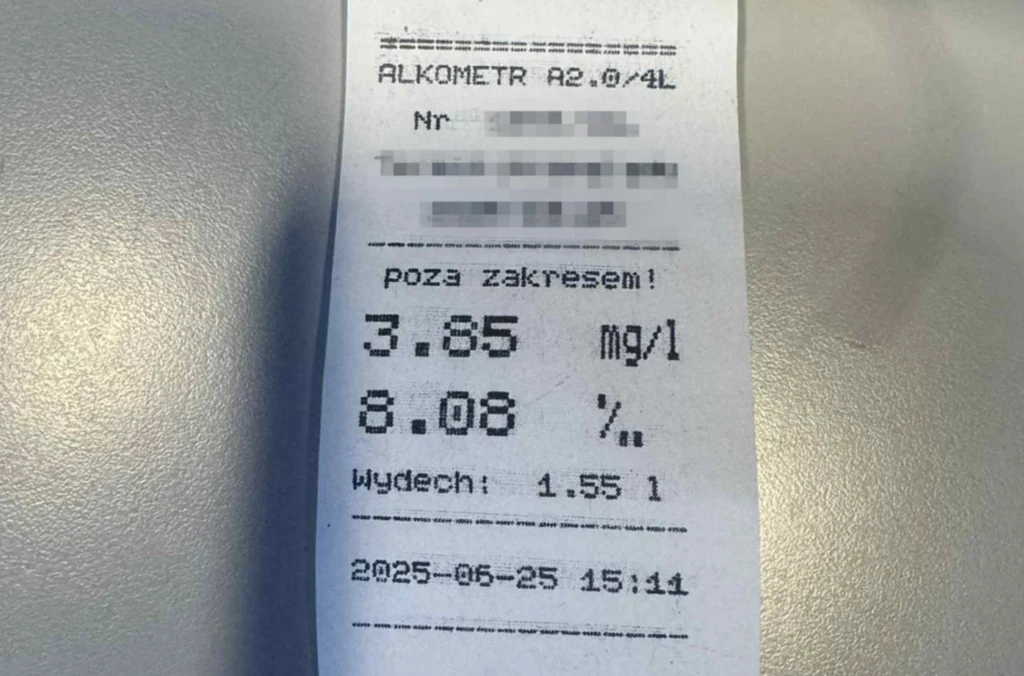 ALKOMETR A2.0/4L
Nr
poza zakresem!
3.85 mg/l
8.08 ‰
Wydech: 1.55 l
2025-06-25 15:11